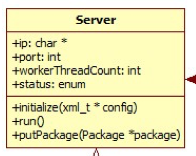 Server
+ip: char *
+port: int
+workerThreadCount: int
+status: enum
+initialize(xml_t * config)
+run()
+putPackage(Package *package)